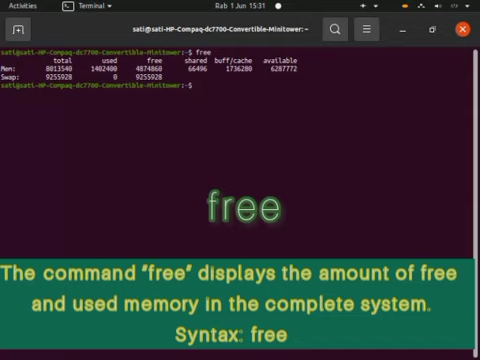 Activities Terminal Rab 1 Jun 15:31
sati@sati-HP-Compaq-dc7700-Convertible-Minitower: ~
sati@sati-HP-Compaq-dc7700-Convertible-Minitower:~$ free
total used free shared buff/cache available
Mem: 8013540 1402400 4874860 66496 1736280 6287772
Swap: 9255928 0 9255928
sati@sati-HP-Compaq-dc7700-Convertible-Minitower:~$
free
The command "free" displays the amount of free
and used memory in the complete system.
Syntax: free